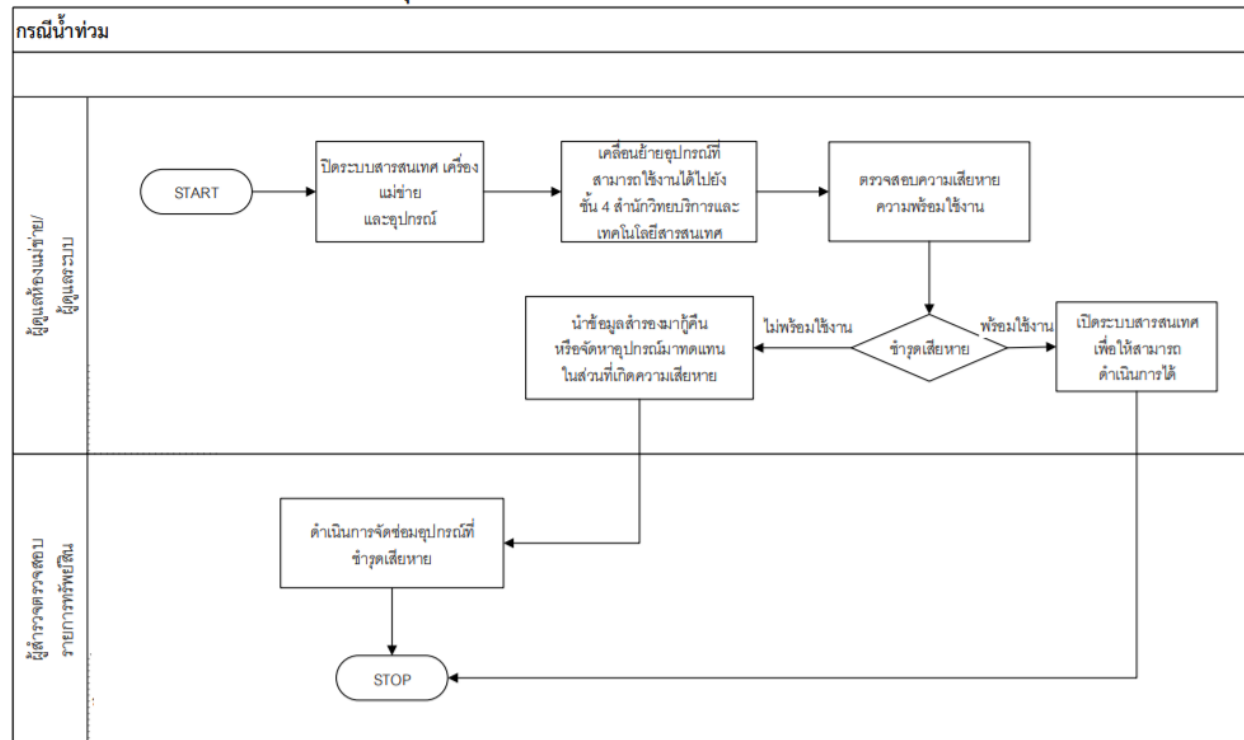 กรณีน้ำท่วม
ผู้ดูแลห้องแม่ข่าย/
ผู้ดูแลระบบ
START
ปิดระบบสารสนเทศ เครื่อง
แม่ข่าย
และอุปกรณ์
เคลื่อนย้ายอุปกรณ์ที่
สามารถใช้งานได้ไปยัง
ชั้น 4 สำนักวิทยบริการและ
เทคโนโลยีสารสนเทศ
ตรวจสอบความเสียหาย
ความพร้อมใช้งาน
ชำรุดเสียหาย
ไม่พร้อมใช้งาน
พร้อมใช้งาน
นำข้อมูลสำรองมากู้คืน
หรือจัดหาอุปกรณ์มาทดแทน
ในส่วนที่เกิดความเสียหาย
เปิดระบบสารสนเทศ
เพื่อให้สามารถ
ดำเนินการได้
ผู้สำรวจตรวจสอบ
รายการทรัพย์สิน
ดำเนินการจัดซ่อมอุปกรณ์ที่
ชำรุดเสียหาย
STOP